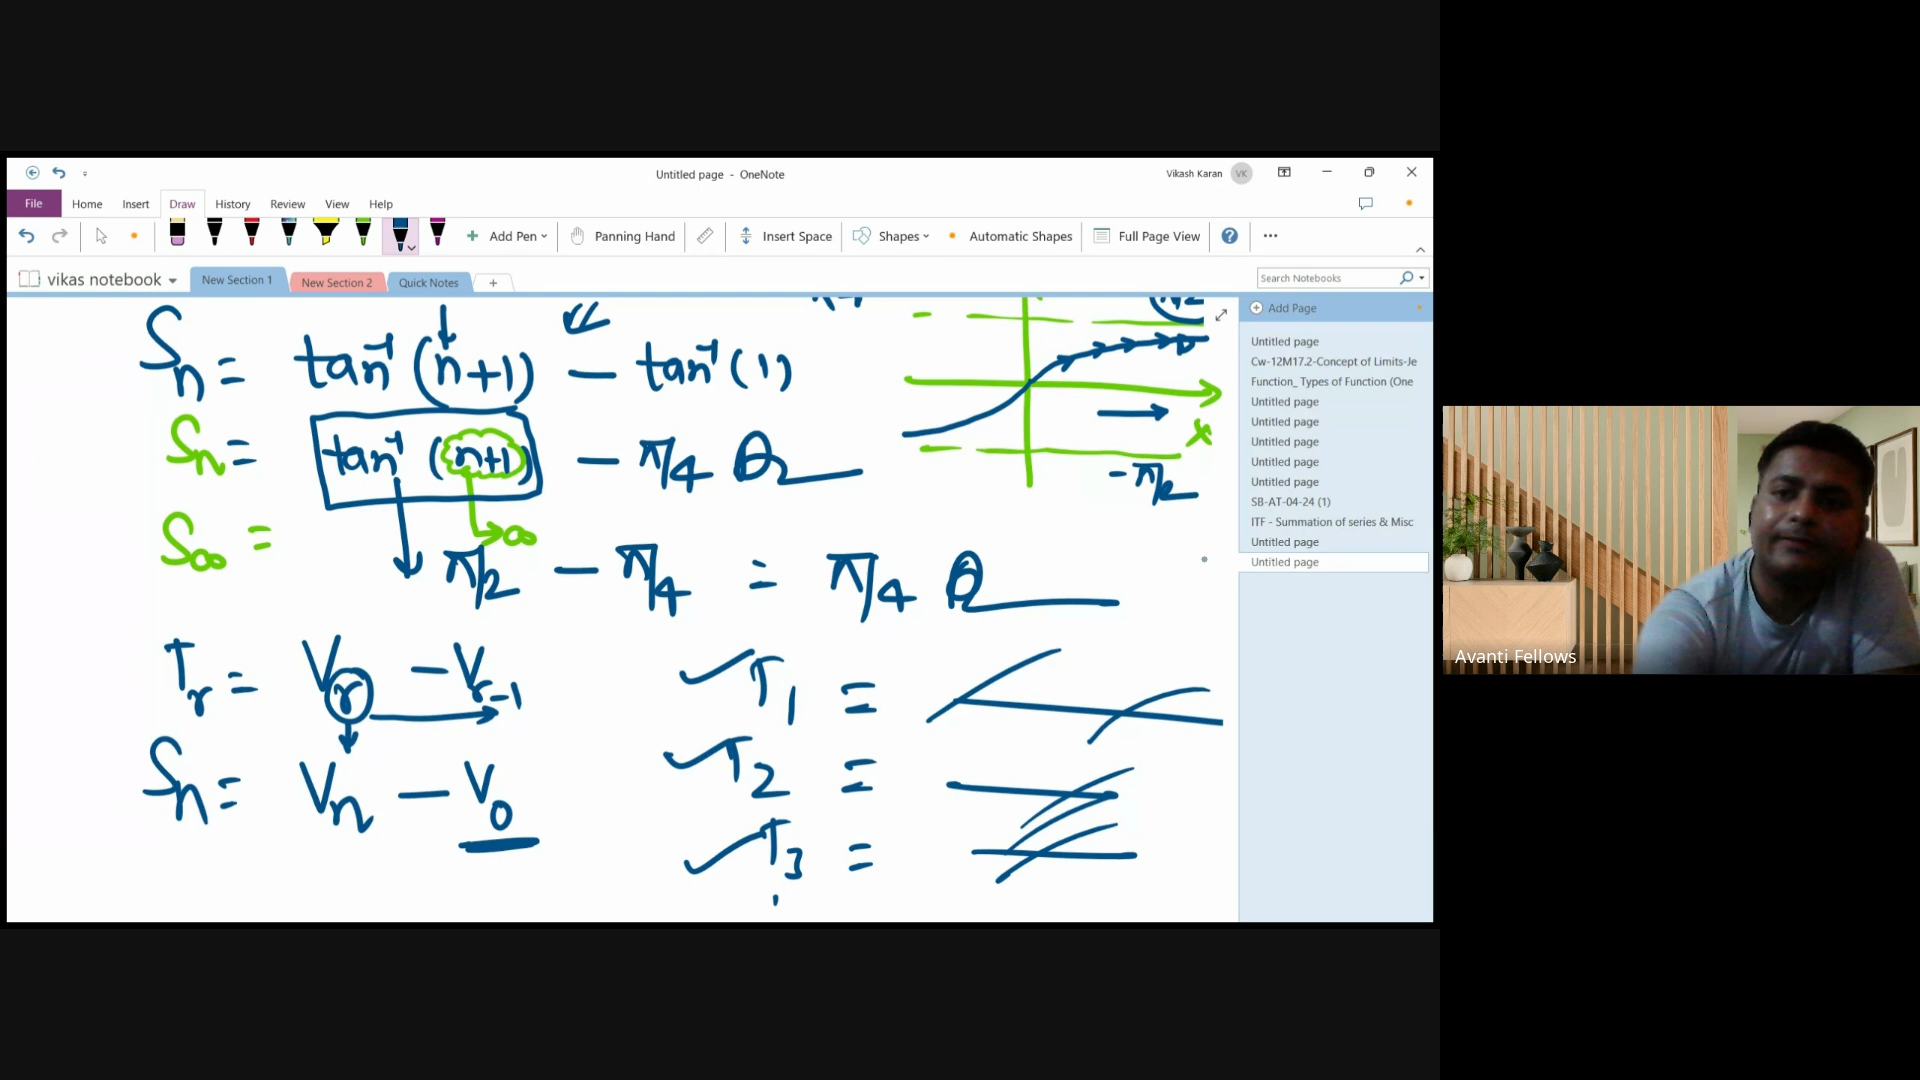 Untitled page - OneNote
Vikash Karan VK
File Home Insert Draw History Review View Help
Add Pen Panning Hand Insert Space Shapes Automatic Shapes Full Page View
vikas notebook New Section 1 New Section 2 Quick Notes +
Search Notebooks
Add Page
Untitled page
Cw-12M17.2-Concept of Limits-Je
Function_ Types of Function (One
Untitled page
Untitled page
Untitled page
Untitled page
Untitled page
SB-AT-04-24 (1)
ITF - Summation of series & Misc
Untitled page
Untitled page
Sn = tan⁻¹ (n+1) – tan⁻¹ (1)
Sn = tan⁻¹ (n+1) – π/4
x
-π/2
S∞ =
→∞
π/2 – π/4 = π/4
Tr = Vr – Vr-1
Sn = Vn – V0
T1 =
T2 =
T3 =
Avanti Fellows